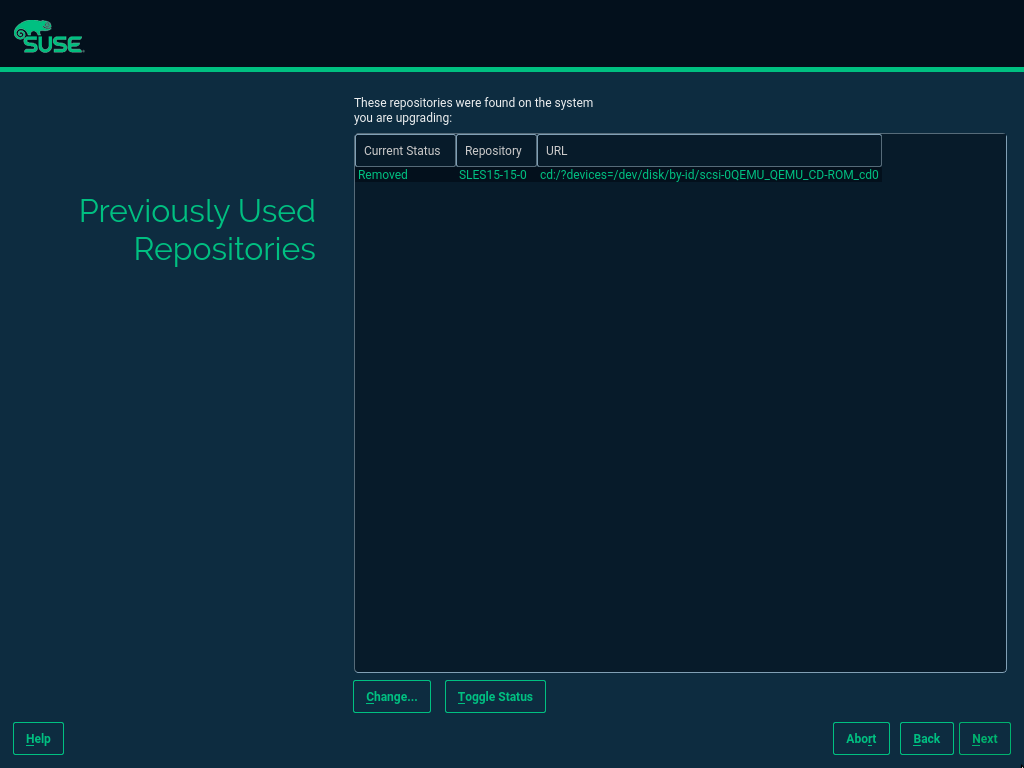 SUSE
These repositories were found on the system
you are upgrading:
Current Status Repository URL
Removed SLES15-15-0 cd:/?devices=/dev/disk/by-id/scsi-0QEMU_QEMU_CD-ROM_cd0
Previously Used
Repositories
Change... Toggle Status
Help Abort Back Next